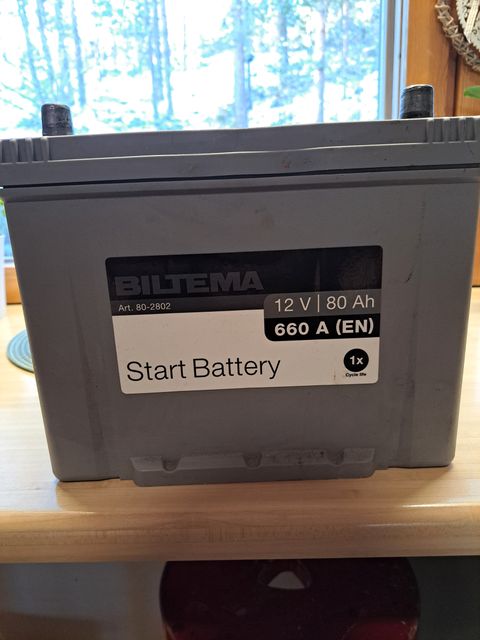 BILTEMA
Art. 80-2802
12 V | 80 Ah
660 A (EN)
Start Battery
1x
Cycle life